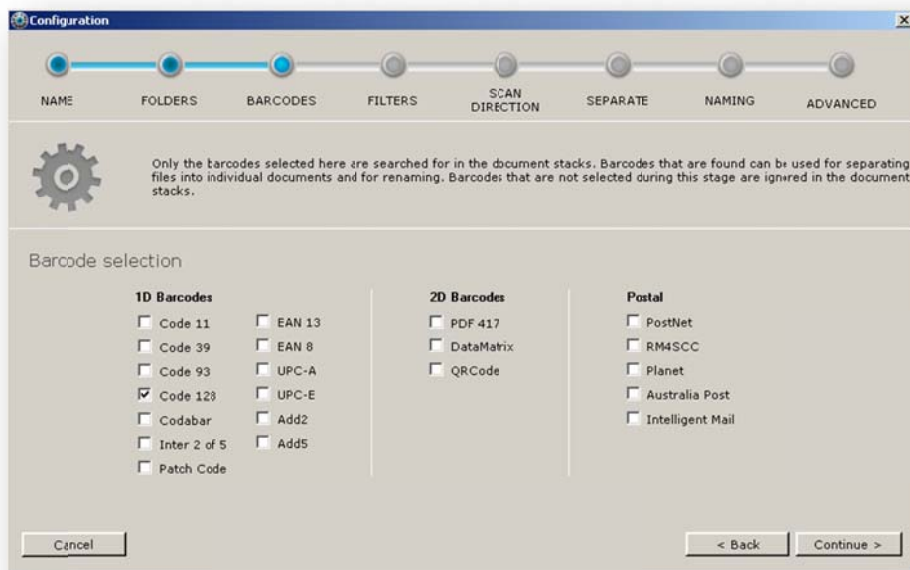 Configuration
NAME
FOLDERS
BARCODES
FILTERS
SCAN
DIRECTION
SEPARATE
NAMING
ADVANCED
Only the barcodes selected here are searched for in the document stacks. Barcodes that are found can be used for separating
files into individual documents and for renaming. Barcodes that are not selected during this stage are ignored in the document
stacks.
Barcode selection
1D Barcodes
Code 11
Code 39
Code 93
Code 128
Codabar
Inter 2 of 5
Patch Code
EAN 13
EAN 8
UPC-A
UPC-E
Add2
Add5
2D Barcodes
PDF 417
DataMatrix
QRCode
Postal
PostNet
RM4SCC
Planet
Australia Post
Intelligent Mail
Cancel
< Back
Continue >